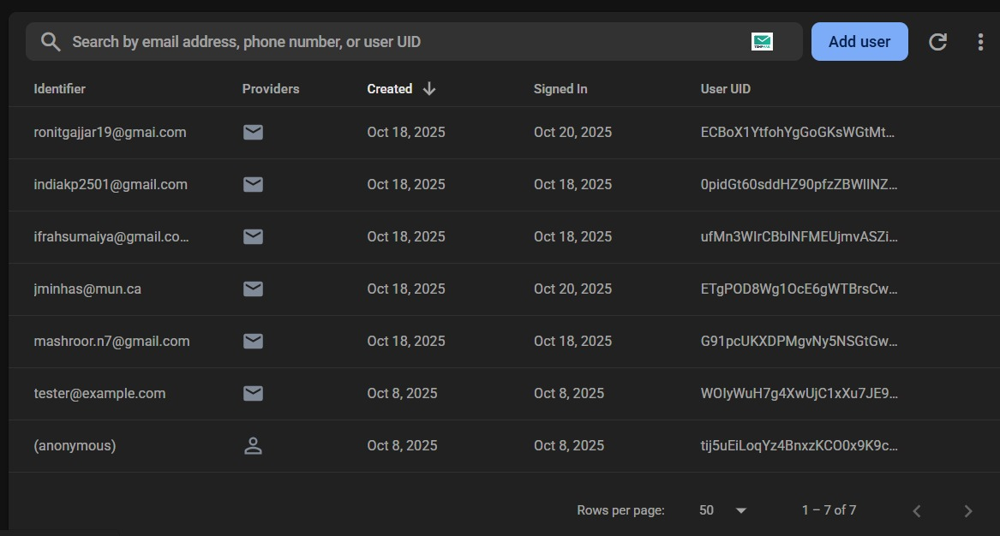 Search by email address, phone number, or user UID Add user
Identifier Providers Created Signed In User UID
ronitgajjar19@gmai.com Oct 18, 2025 Oct 20, 2025 ECBoX1YtfohYgGoGKsWGtMt...
indiakp2501@gmail.com Oct 18, 2025 Oct 18, 2025 0pidGt60sddHZ90pfzZBWIINZ...
ifrahsumaiya@gmail.co... Oct 18, 2025 Oct 18, 2025 ufMn3WIrCBbINFMEUjmvASZi...
jminhas@mun.ca Oct 18, 2025 Oct 20, 2025 ETgPOD8Wg1OcE6gWTBrsCw...
mashroor.n7@gmail.com Oct 18, 2025 Oct 18, 2025 G91pcUKXDPMgvNy5NSGtGw...
tester@example.com Oct 8, 2025 Oct 8, 2025 WOIyWuH7g4XwUjC1xXu7JE9...
(anonymous) Oct 8, 2025 Oct 8, 2025 tij5uEiLoqYz4BnxzKCO0x9K9c...
Rows per page: 50 1 – 7 of 7